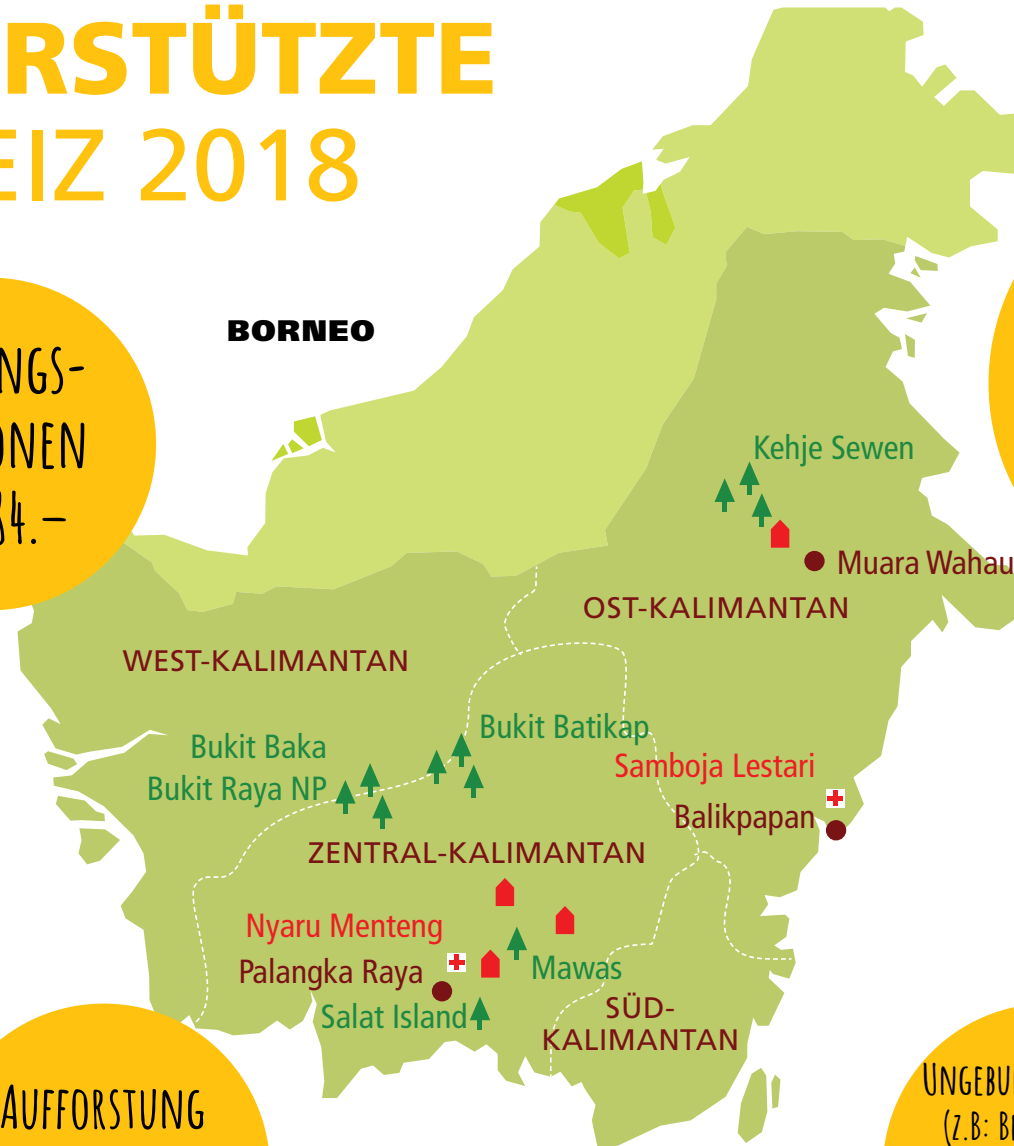 RSTÜTZTE
EIZ 2018
BORNEO
NGS-
ONEN
84.–
Kehje Sewen
Muara Wahau
OST-KALIMANTAN
WEST-KALIMANTAN
Bukit Batikap
Bukit Baka
Bukit Raya NP
Samboja Lestari
Balikpapan
ZENTRAL-KALIMANTAN
Nyaru Menteng
Palangka Raya
Mawas
Salat Island
SÜD-
KALIMANTAN
AUFFORSTUNG
UNGEBU
(Z.B: B